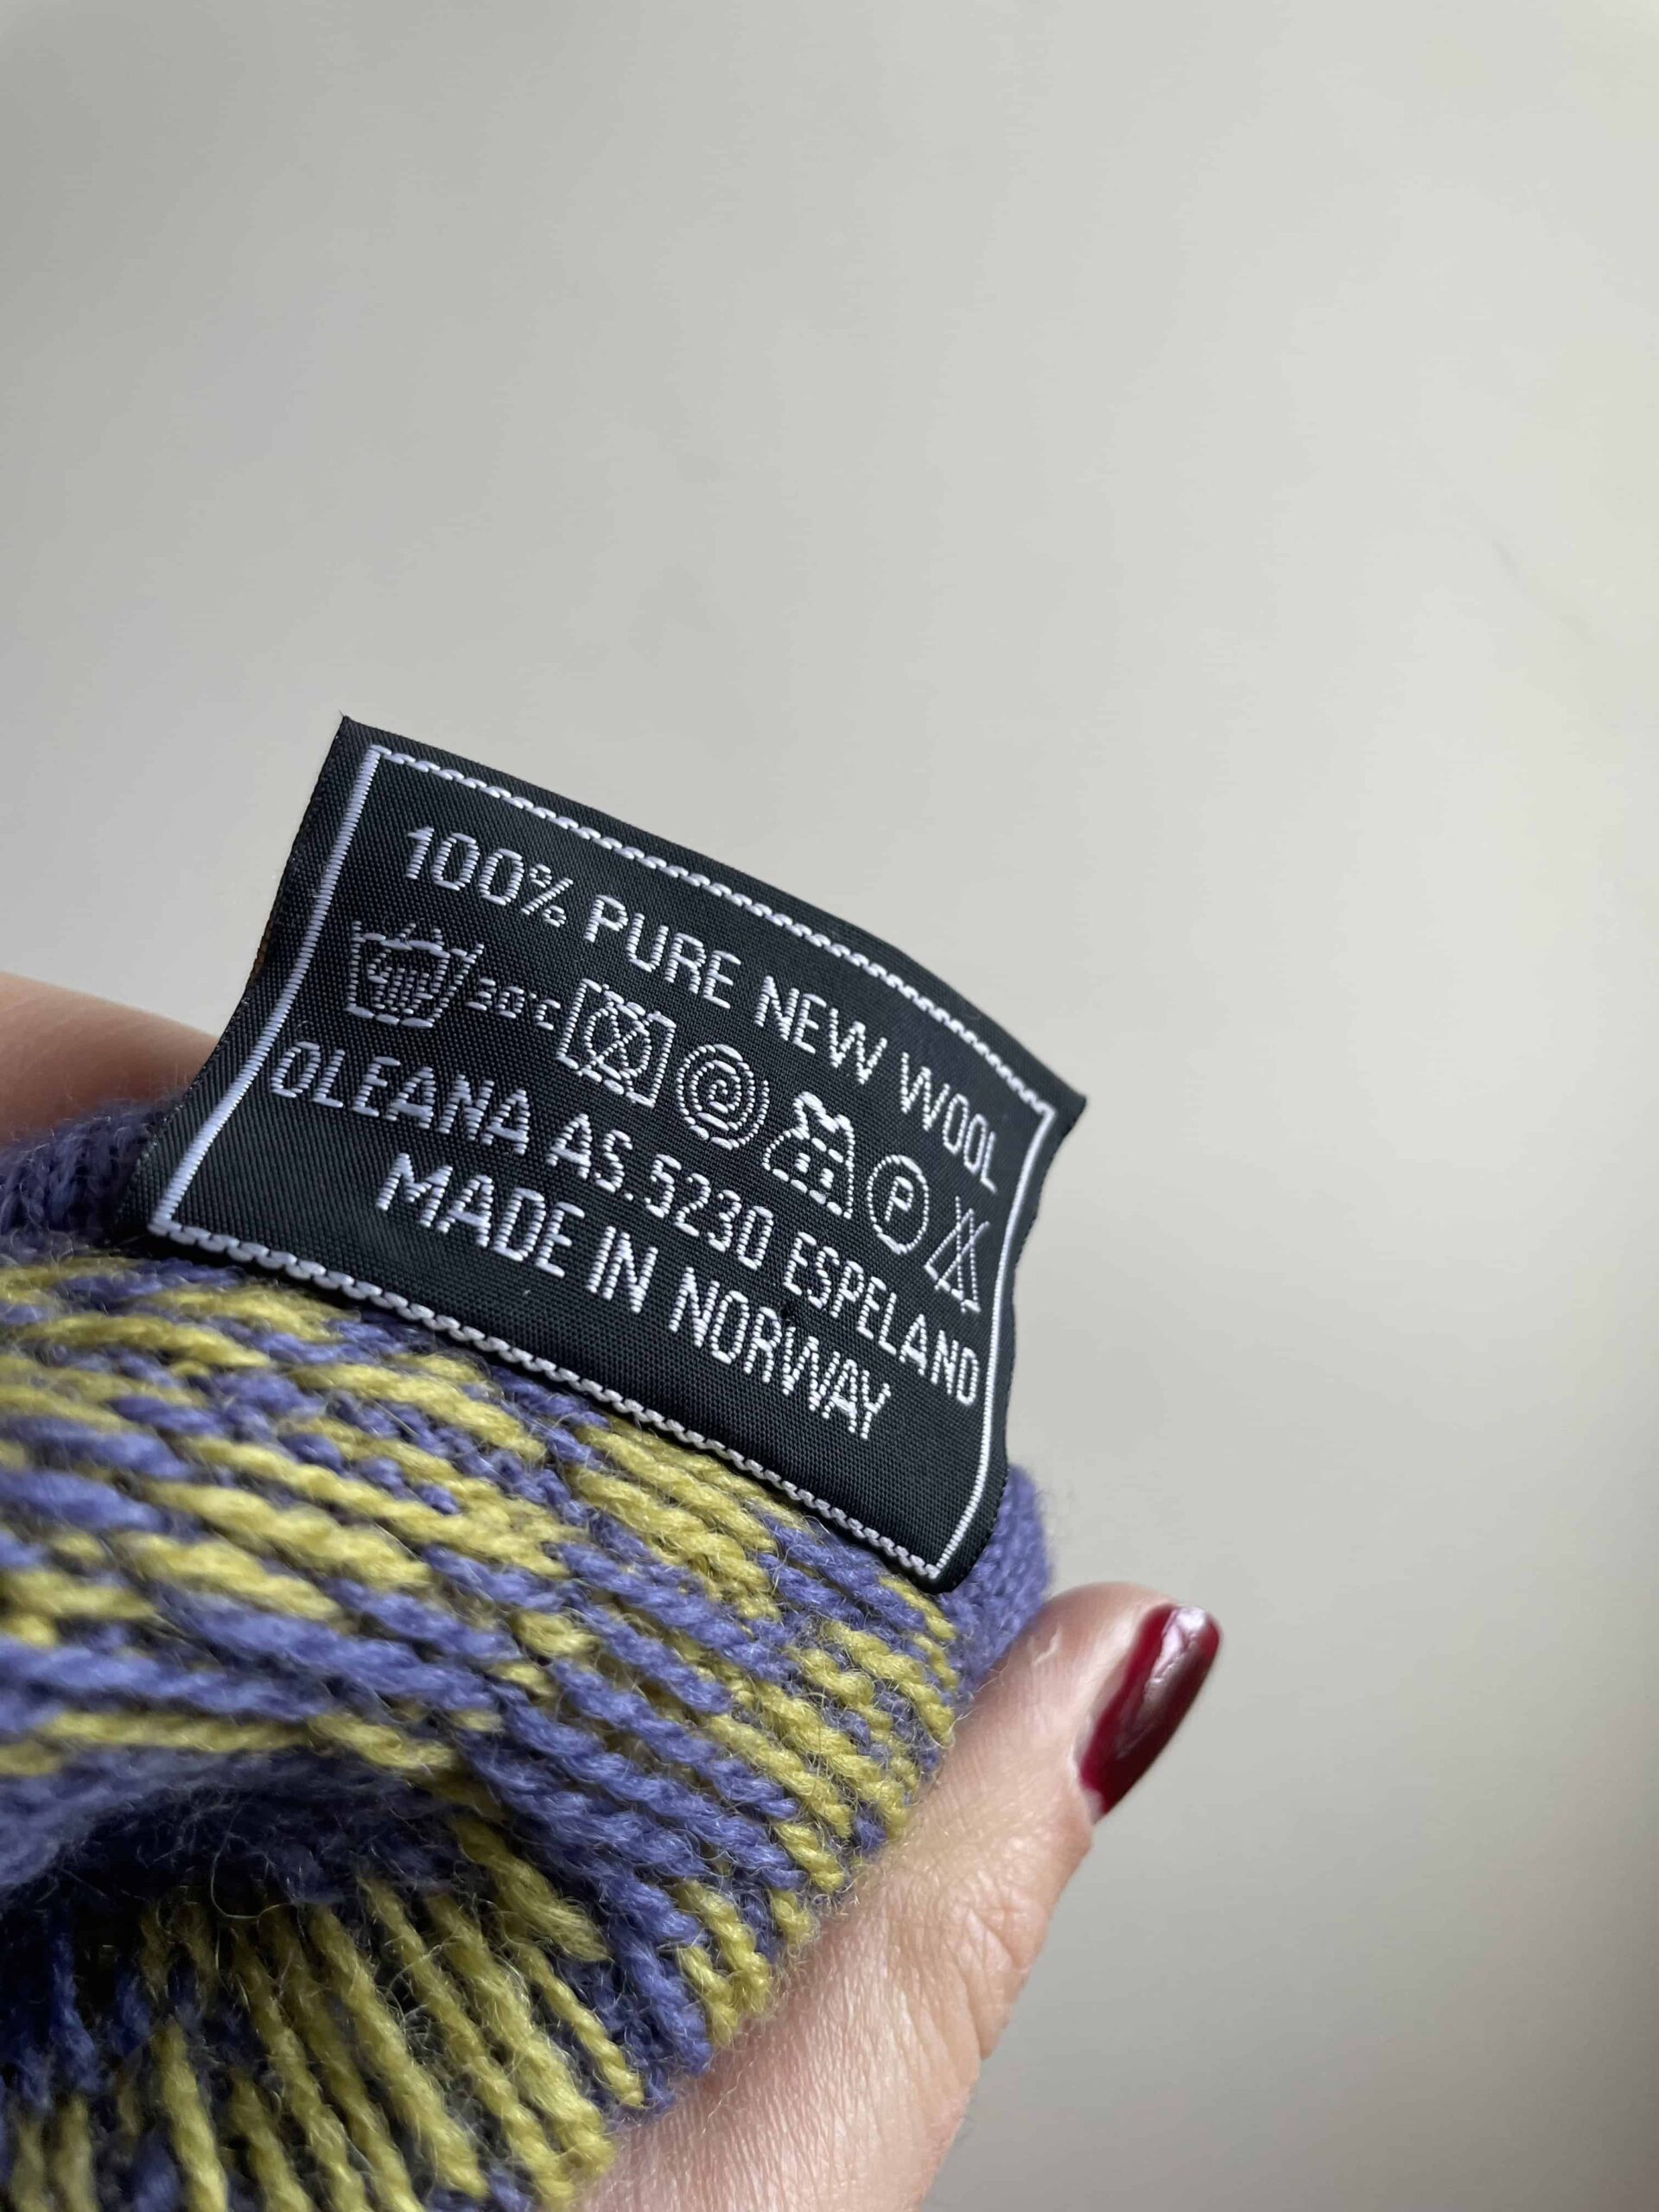 100% PURE NEW WOOL
30°C P
OLEANA AS. 5230 ESPELAND
MADE IN NORWAY